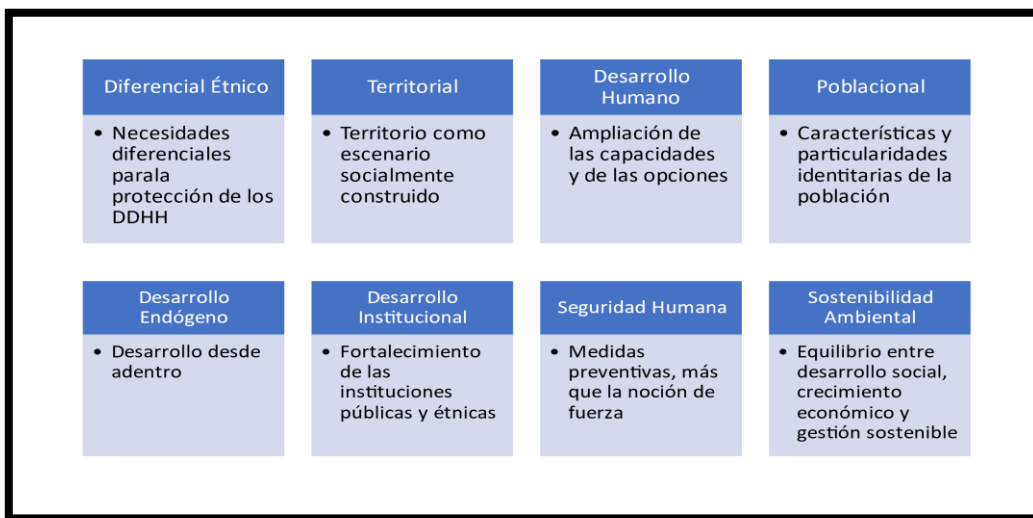 Diferencial Étnico
• Necesidades
diferenciales
parala
protección de los
DDHH
Territorial
• Territorio como
escenario
socialmente
construido
Desarrollo
Humano
• Ampliación de
las capacidades
y de las opciones
Poblacional
• Características y
particularidades
identitarias de la
población
Desarrollo
Endógeno
• Desarrollo desde
adentro
Desarrollo
Institucional
• Fortalecimiento
de las
instituciones
públicas y étnicas
Seguridad Humana
• Medidas
preventivas, más
que la noción de
fuerza
Sostenibilidad
Ambiental
• Equilibrio entre
desarrollo social,
crecimiento
económico y
gestión sostenible